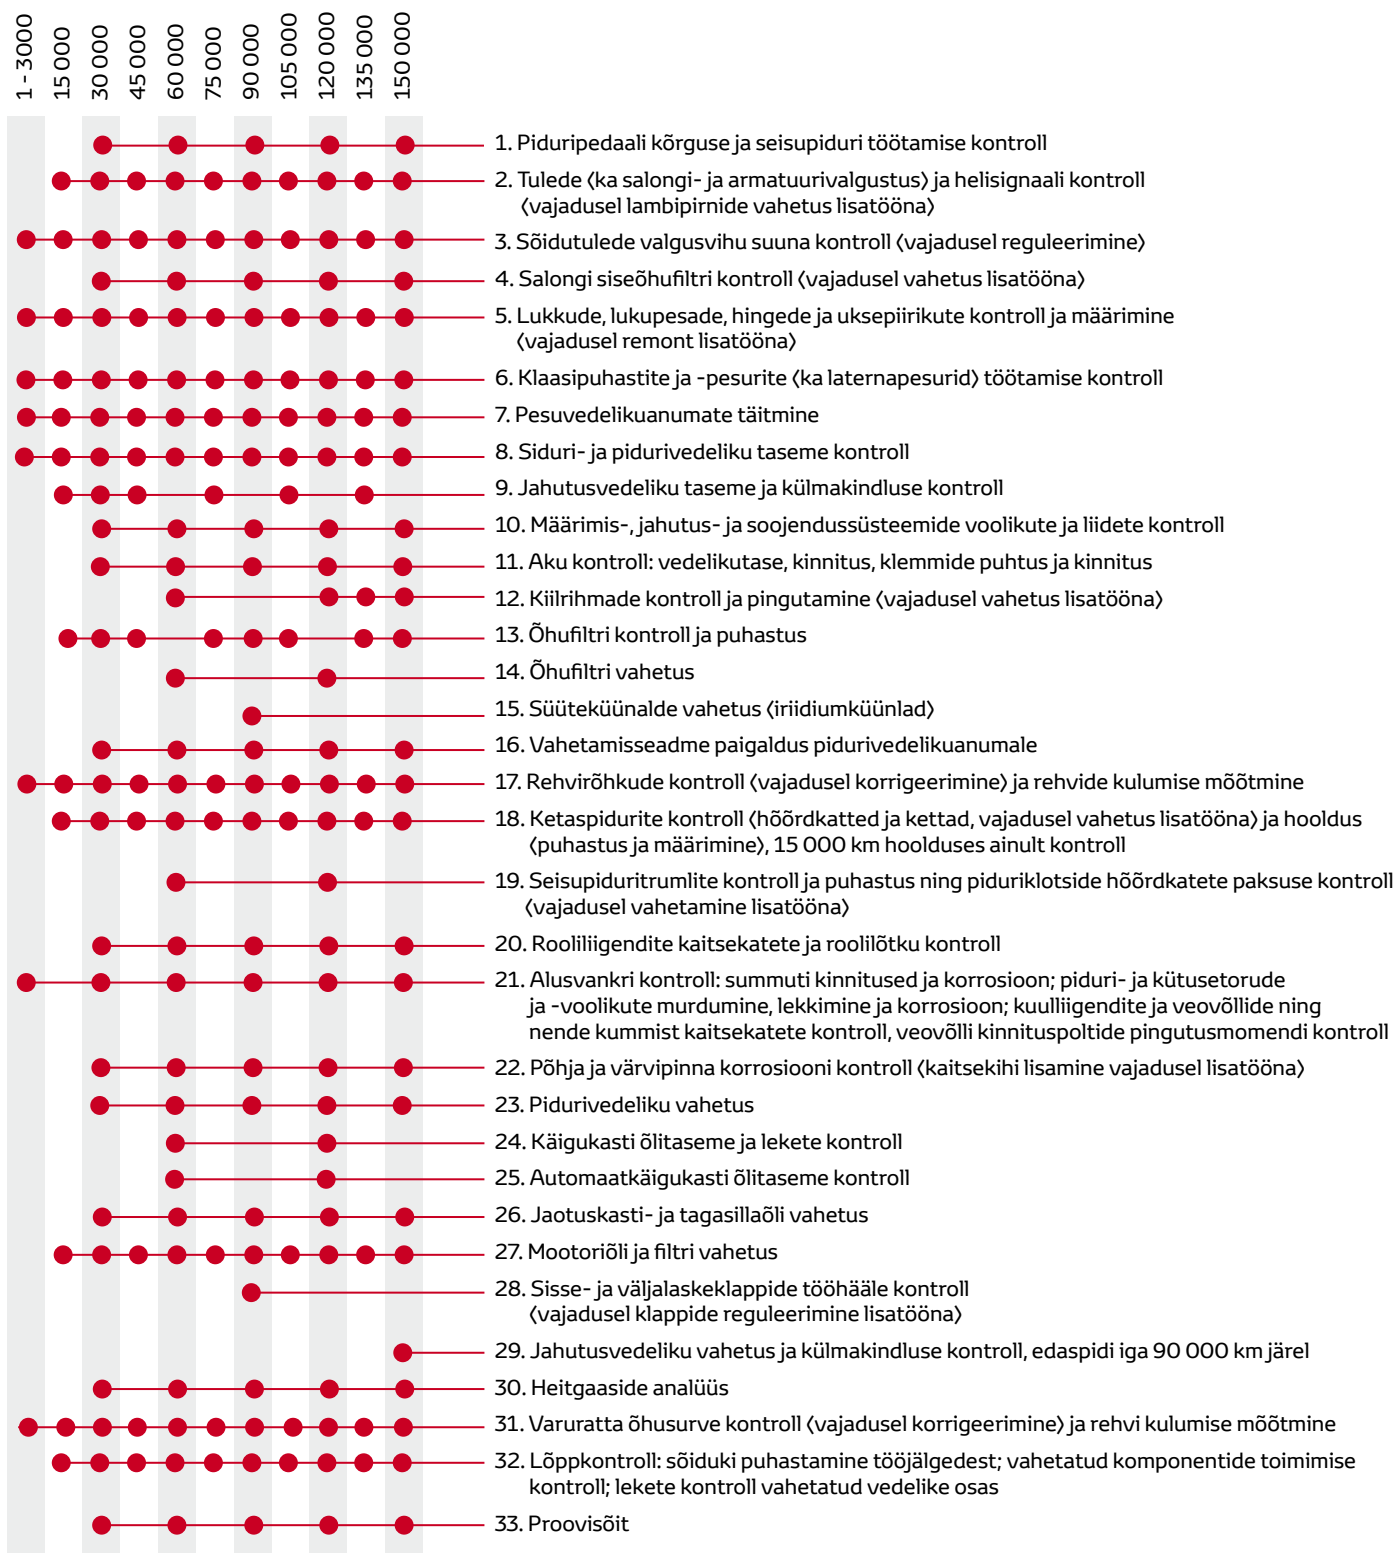 1 - 3000
15 000
30 000
45 000
60 000
75 000
90 000
105 000
120 000
135 000
150 000
1. Piduripedaali kõrguse ja seisupiduri töötamise kontroll
2. Tulede (ka salongi- ja armatuurivalgustus) ja helisignaali kontroll
(vajadusel lambipirnide vahetus lisatööna)
3. Sõidutulede valgusvihu suuna kontroll (vajadusel reguleerimine)
4. Salongi siseõhufiltri kontroll (vajadusel vahetus lisatööna)
5. Lukkude, lukupesade, hingede ja uksepiirikute kontroll ja määrimine
(vajadusel remont lisatööna)
6. Klaasipuhastite ja -pesurite (ka laternapesurid) töötamise kontroll
7. Pesuvedelikuanumate täitmine
8. Siduri- ja pidurivedeliku taseme kontroll
9. Jahutusvedeliku taseme ja külmakindluse kontroll
10. Määrimis-, jahutus- ja soojendussüsteemide voolikute ja liidete kontroll
11. Aku kontroll: vedelikutase, kinnitus, klemmide puhtus ja kinnitus
12. Kiilrihmade kontroll ja pingutamine (vajadusel vahetus lisatööna)
13. Õhufiltri kontroll ja puhastus
14. Õhufiltri vahetus
15. Süüteküünalde vahetus (iriidiumküünlad)
16. Vahetamisseadme paigaldus pidurivedelikuanumale
17. Rehvirõhkude kontroll (vajadusel korrigeerimine) ja rehvide kulumise mõõtmine
18. Ketaspidurite kontroll (hõõrdkatted ja kettad, vajadusel vahetus lisatööna) ja hooldus
(puhastus ja määrimine), 15 000 km hoolduses ainult kontroll
19. Seisupiduritrumlite kontroll ja puhastus ning piduriklotside hõõrdkatete paksuse kontroll
(vajadusel vahetamine lisatööna)
20. Rooliliigendite kaitsekatete ja roolilõtku kontroll
21. Alusvankri kontroll: summuti kinnitused ja korrosioon; piduri- ja kütusetorude
ja -voolikute murdumine, lekkimine ja korrosioon; kuulliigendite ja veovõllide ning
nende kummist kaitsekatete kontroll, veovõlli kinnituspoltide pingutusmomendi kontroll
22. Põhja ja värvipinna korrosiooni kontroll (kaitsekihi lisamine vajadusel lisatööna)
23. Pidurivedeliku vahetus
24. Käigukasti õlitaseme ja lekete kontroll
25. Automaatkäigukasti õlitaseme kontroll
26. Jaotuskasti- ja tagasillaõli vahetus
27. Mootoriõli ja filtri vahetus
28. Sisse- ja väljalaskeklappide tööhääle kontroll
(vajadusel klappide reguleerimine lisatööna)
29. Jahutusvedeliku vahetus ja külmakindluse kontroll, edaspidi iga 90 000 km järel
30. Heitgaaside analüüs
31. Varuratta õhusurve kontroll (vajadusel korrigeerimine) ja rehvi kulumise mõõtmine
32. Lõppkontroll: sõiduki puhastamine tööjälgedest; vahetatud komponentide toimimise
kontroll; lekete kontroll vahetatud vedelike osas
33. Proovisõit